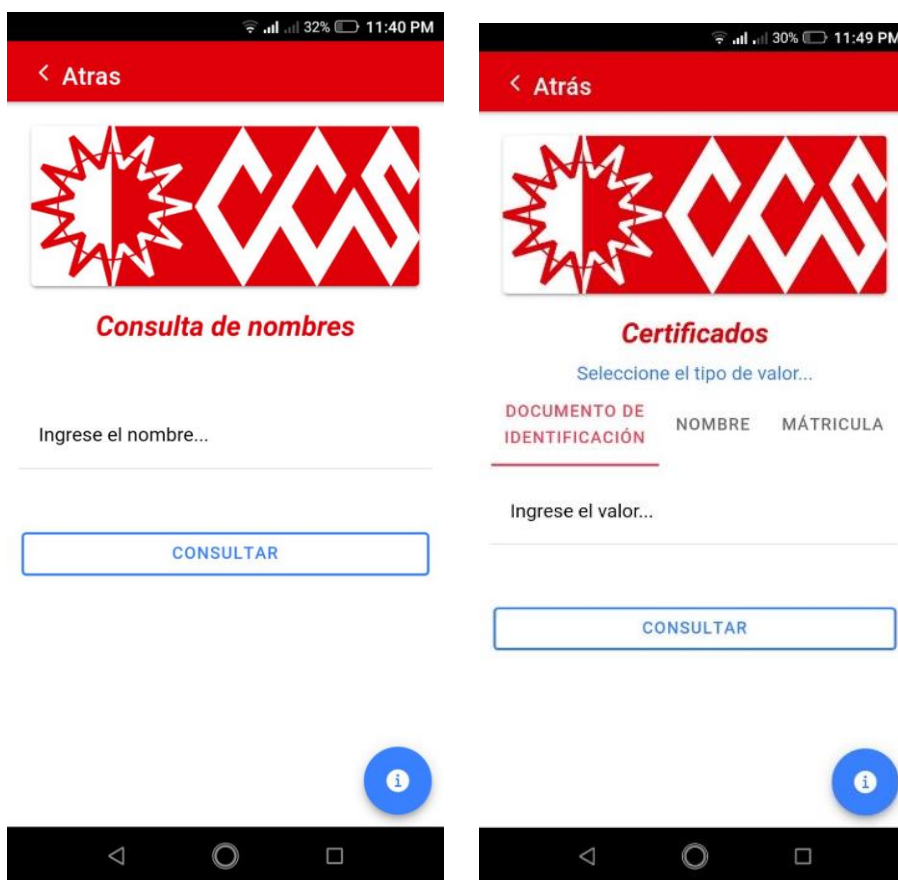 32% 11:40 PM
Atras
CCS
Consulta de nombres
Ingrese el nombre...
CONSULTAR
i
30% 11:49 PM
Atrás
CCS
Certificados
Seleccione el tipo de valor...
DOCUMENTO DE
IDENTIFICACIÓN
NOMBRE
MÁTRICULA
Ingrese el valor...
CONSULTAR
i